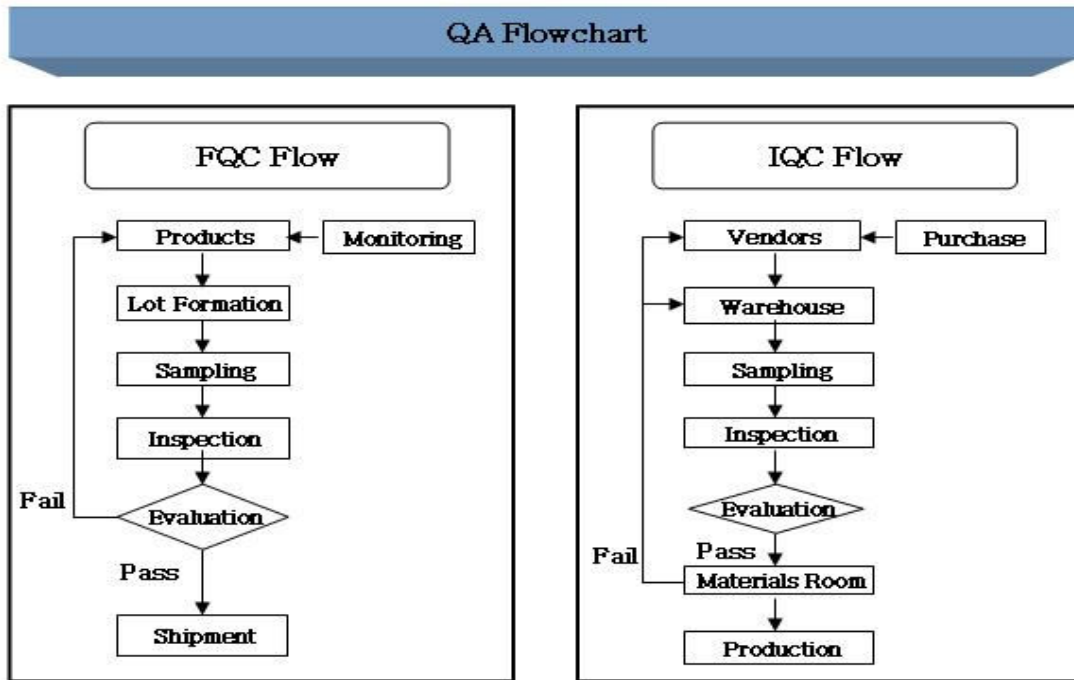 QA Flowchart
FQC Flow
Products
Monitoring
Lot Formation
Sampling
Inspection
Fail
Evaluation
Pass
Shipment
IQC Flow
Vendors
Purchase
Warehouse
Sampling
Inspection
Evaluation
Fail
Pass
Materials Room
Production